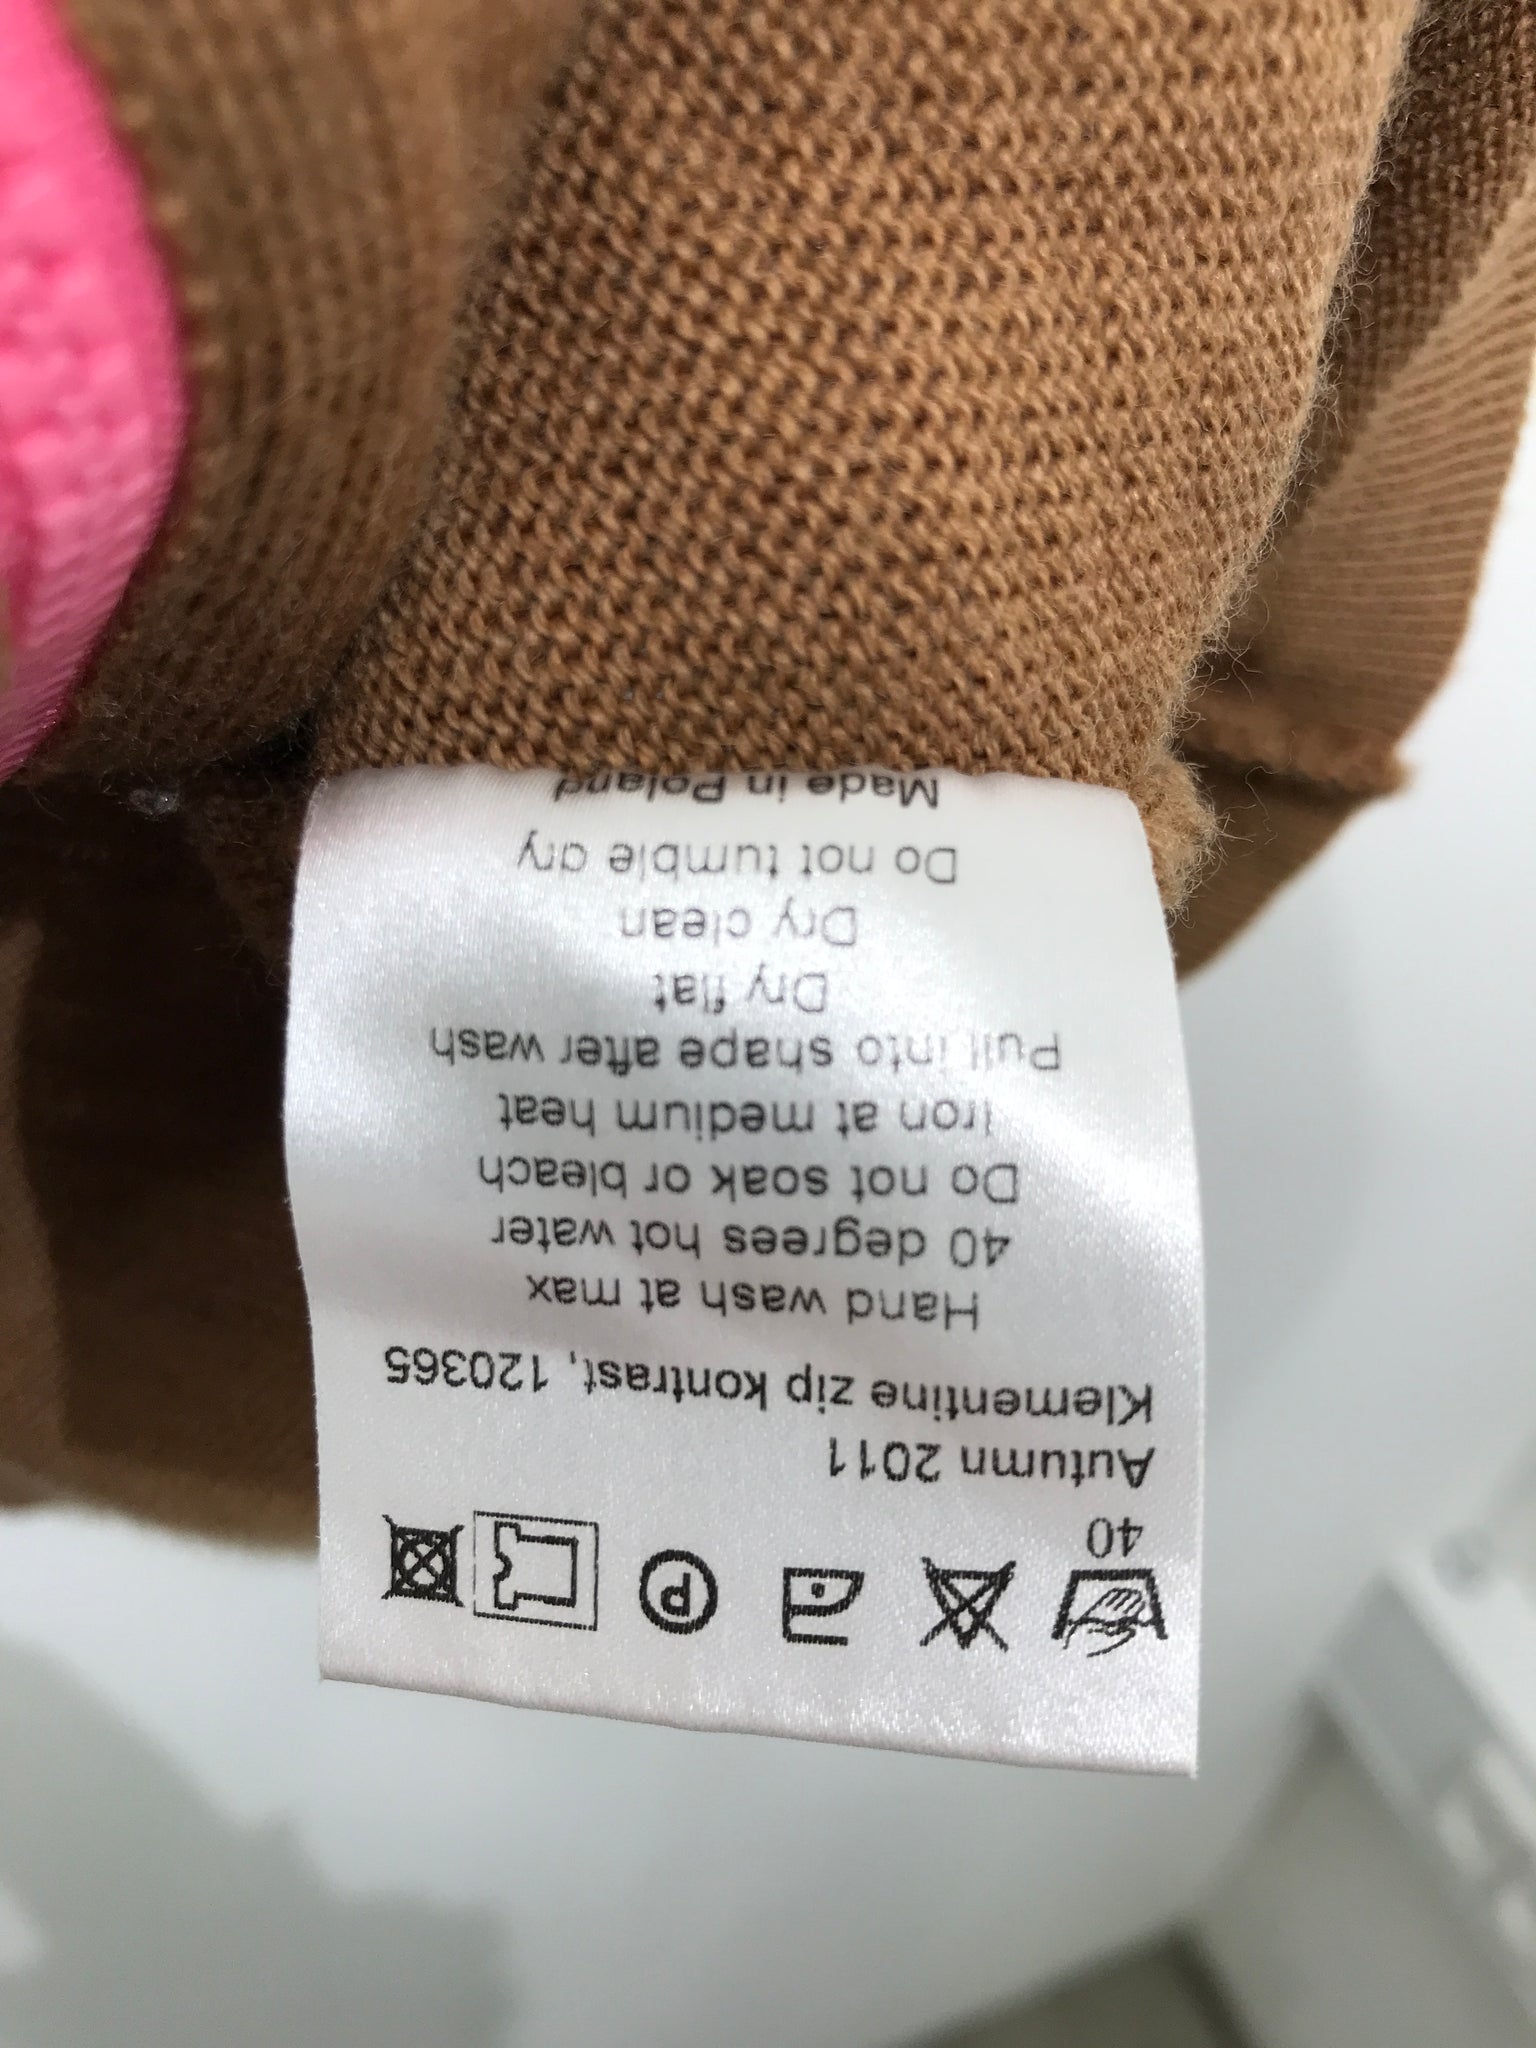 40
Autumn 2011
Klementine zip kontrast, 120365
Hand wash at max
40 degrees hot water
Do not soak or bleach
Iron at medium heat
Pull into shape after wash
Dry flat
Dry clean
Do not tumble dry
Made in Poland
P